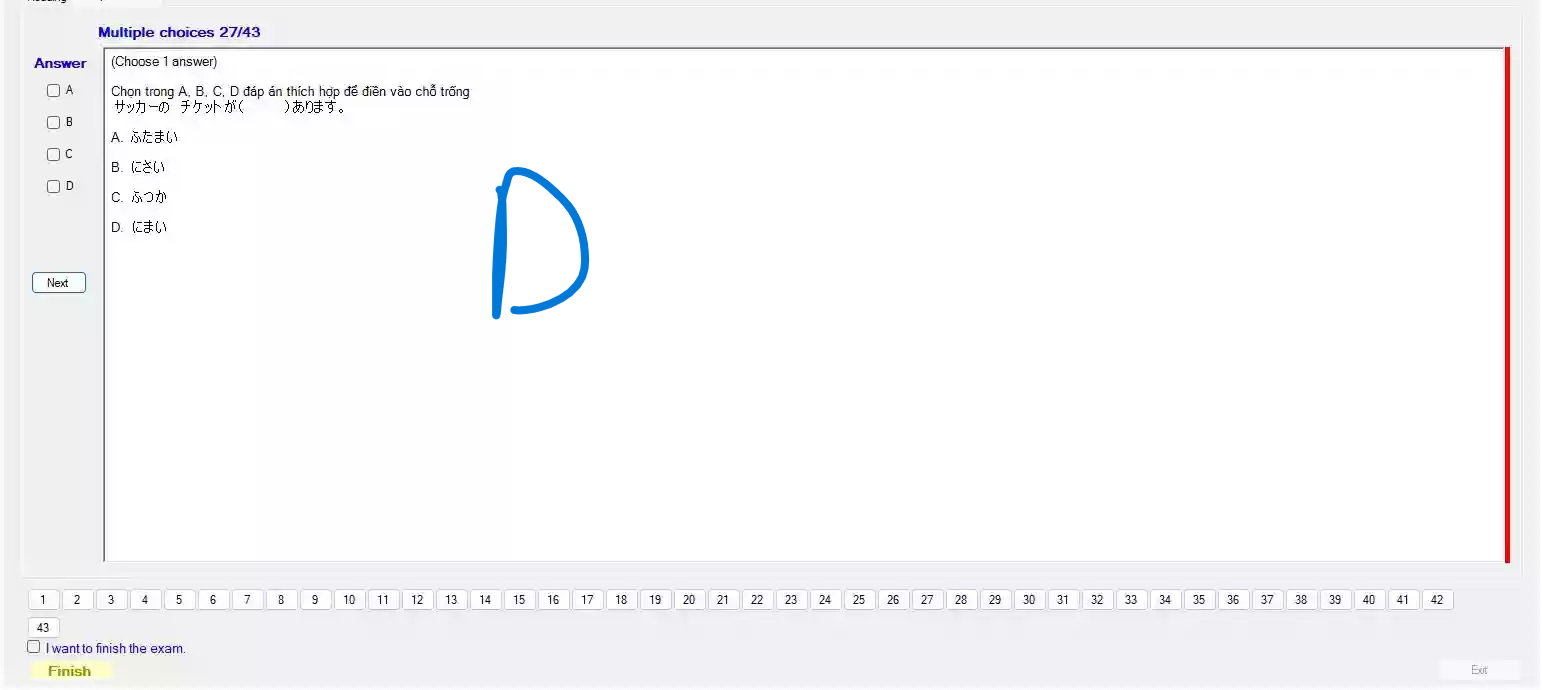 Multiple choices 27/43
Answer
A
B
C
D
Next
(Choose 1 answer)
Chọn trong A, B, C, D đáp án thích hợp để điền vào chỗ trống
サッカーの チケットが( )あります。
A. ふたまい
B. にさい
C. ふつか
D. にまい
D
1 2 3 4 5 6 7 8 9 10 11 12 13 14 15 16 17 18 19 20 21 22 23 24 25 26 27 28 29 30 31 32 33 34 35 36 37 38 39 40 41 42
43
I want to finish the exam.
Finish
Exit